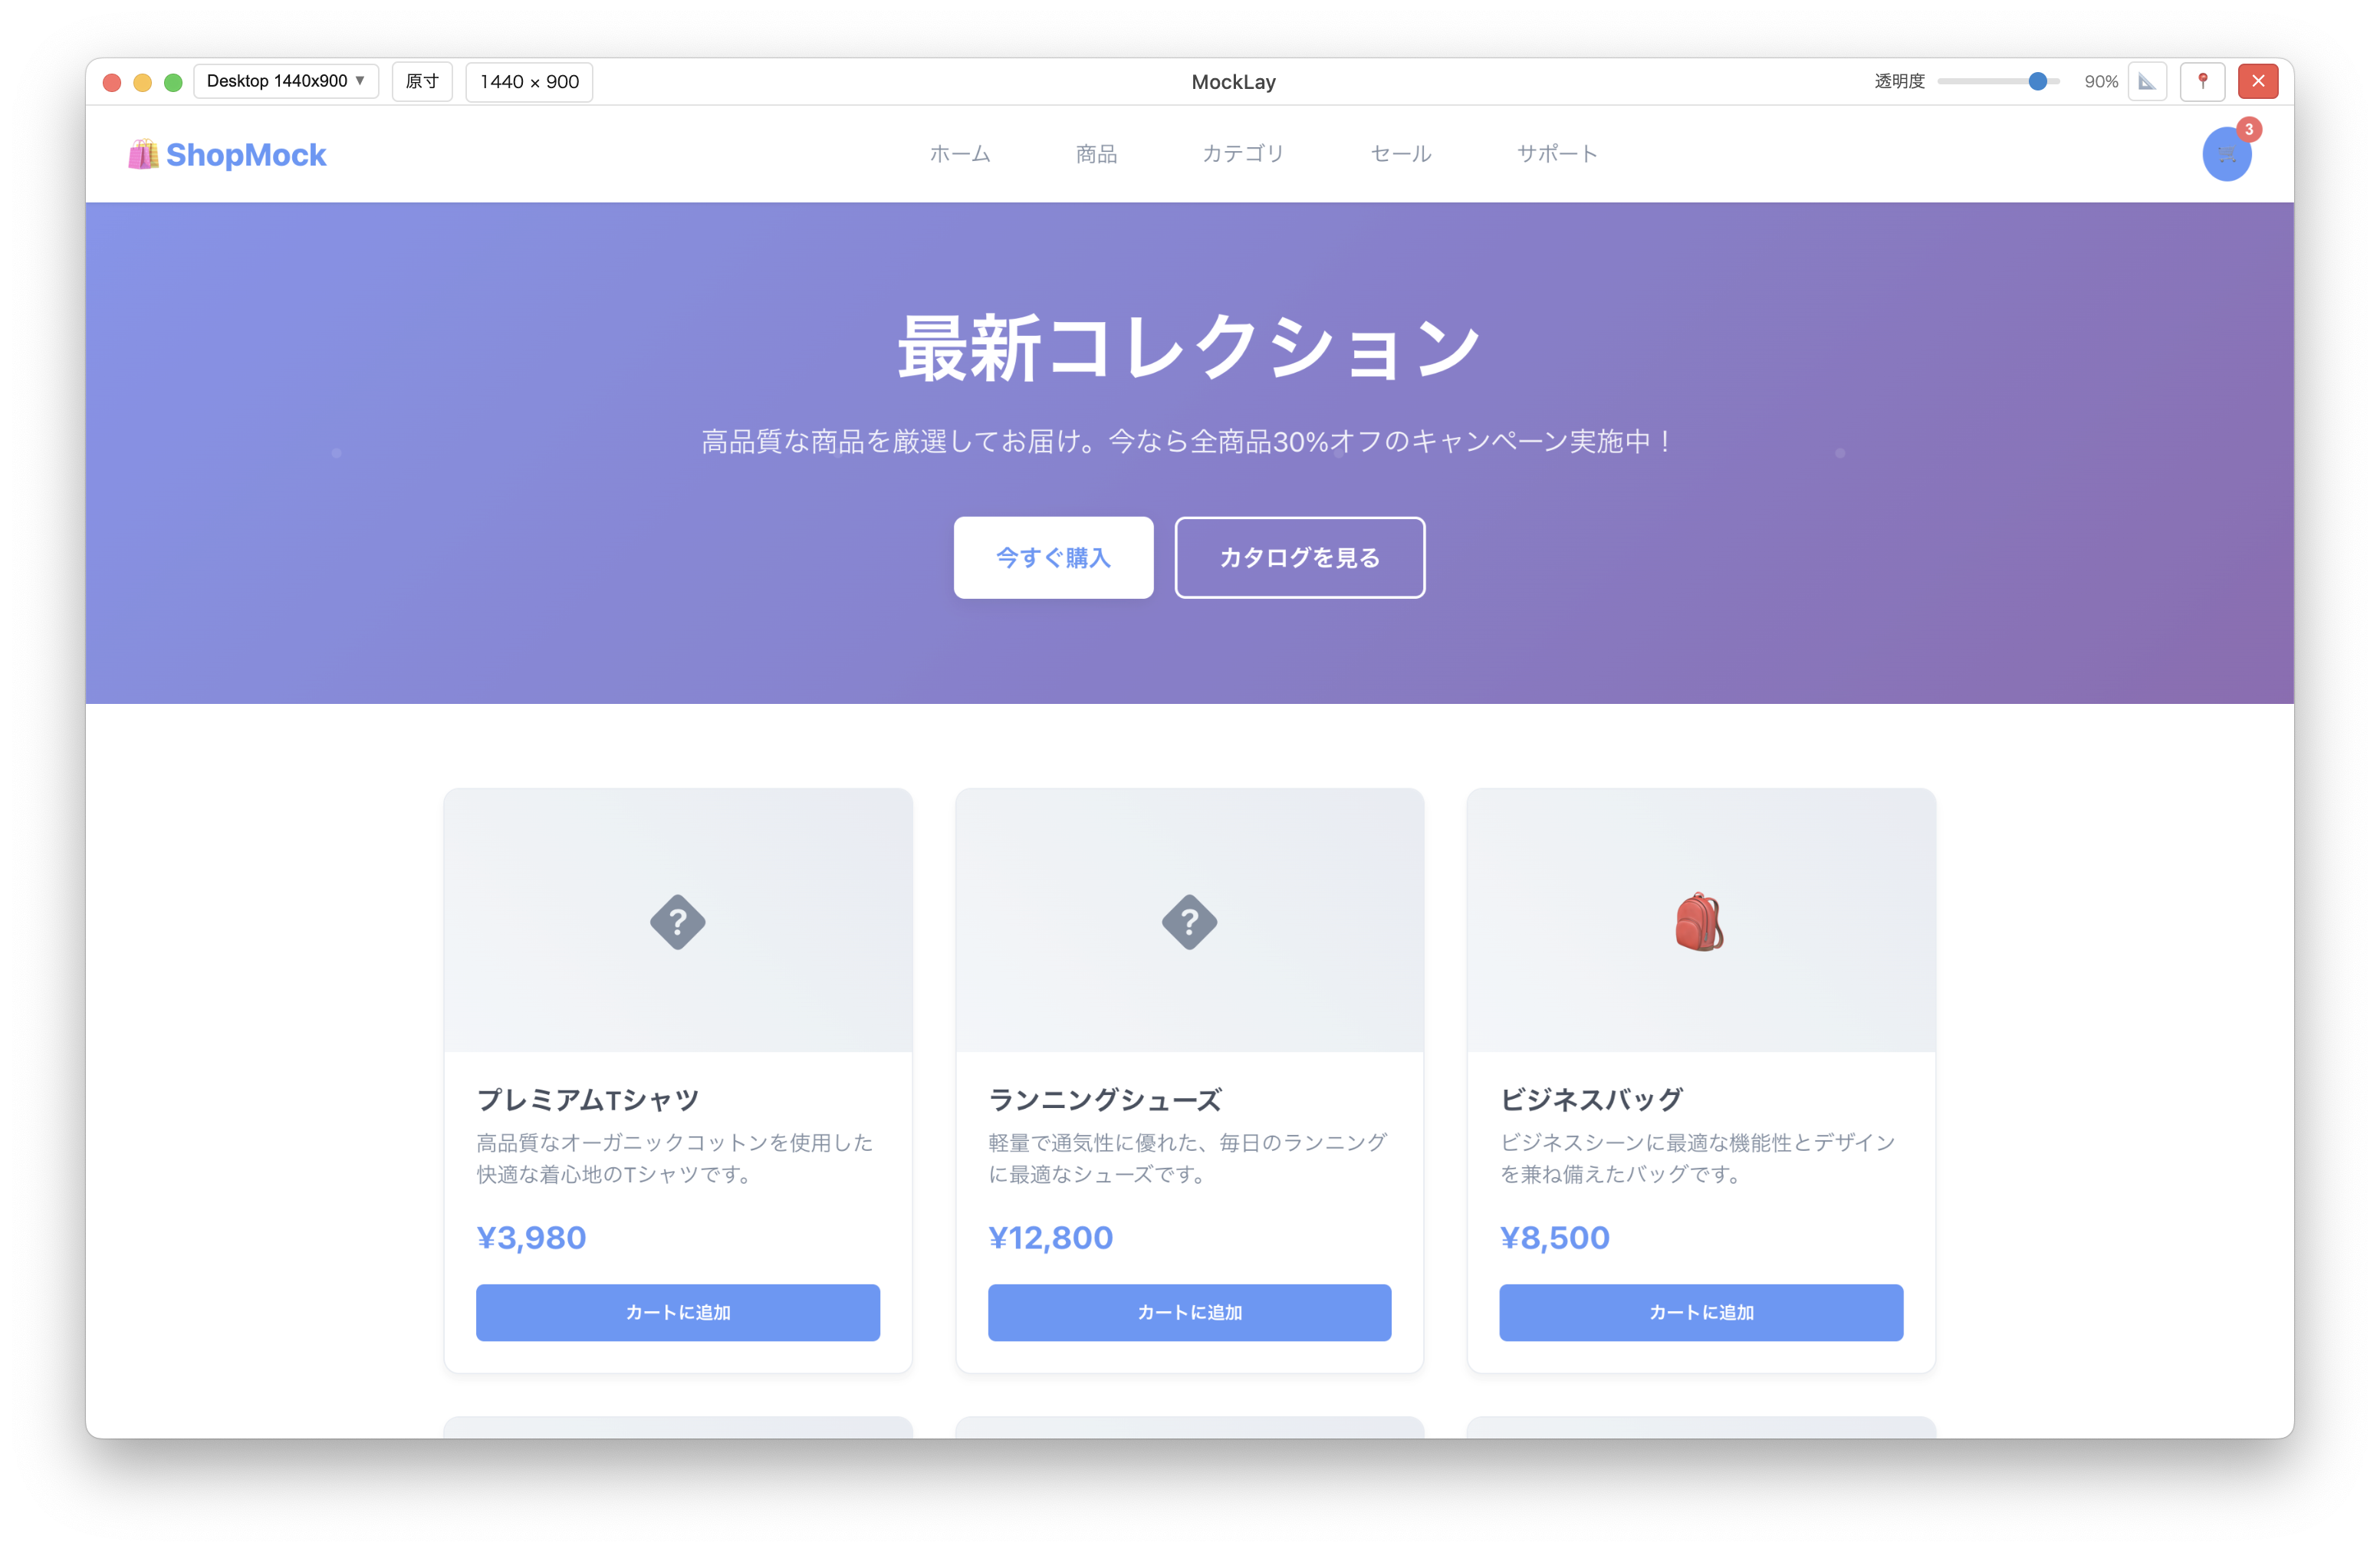 Desktop 1440x900 ▼
原寸
1440 × 900
MockLay
透明度
90%
ShopMock
ホーム
商品
カテゴリ
セール
サポート
3
最新コレクション
高品質な商品を厳選してお届け。今なら全商品30%オフのキャンペーン実施中！
今すぐ購入
カタログを見る
?
?
プレミアムTシャツ
高品質なオーガニックコットンを使用した
快適な着心地のTシャツです。
¥3,980
カートに追加
ランニングシューズ
軽量で通気性に優れた、毎日のランニング
に最適なシューズです。
¥12,800
カートに追加
ビジネスバッグ
ビジネスシーンに最適な機能性とデザイン
を兼ね備えたバッグです。
¥8,500
カートに追加